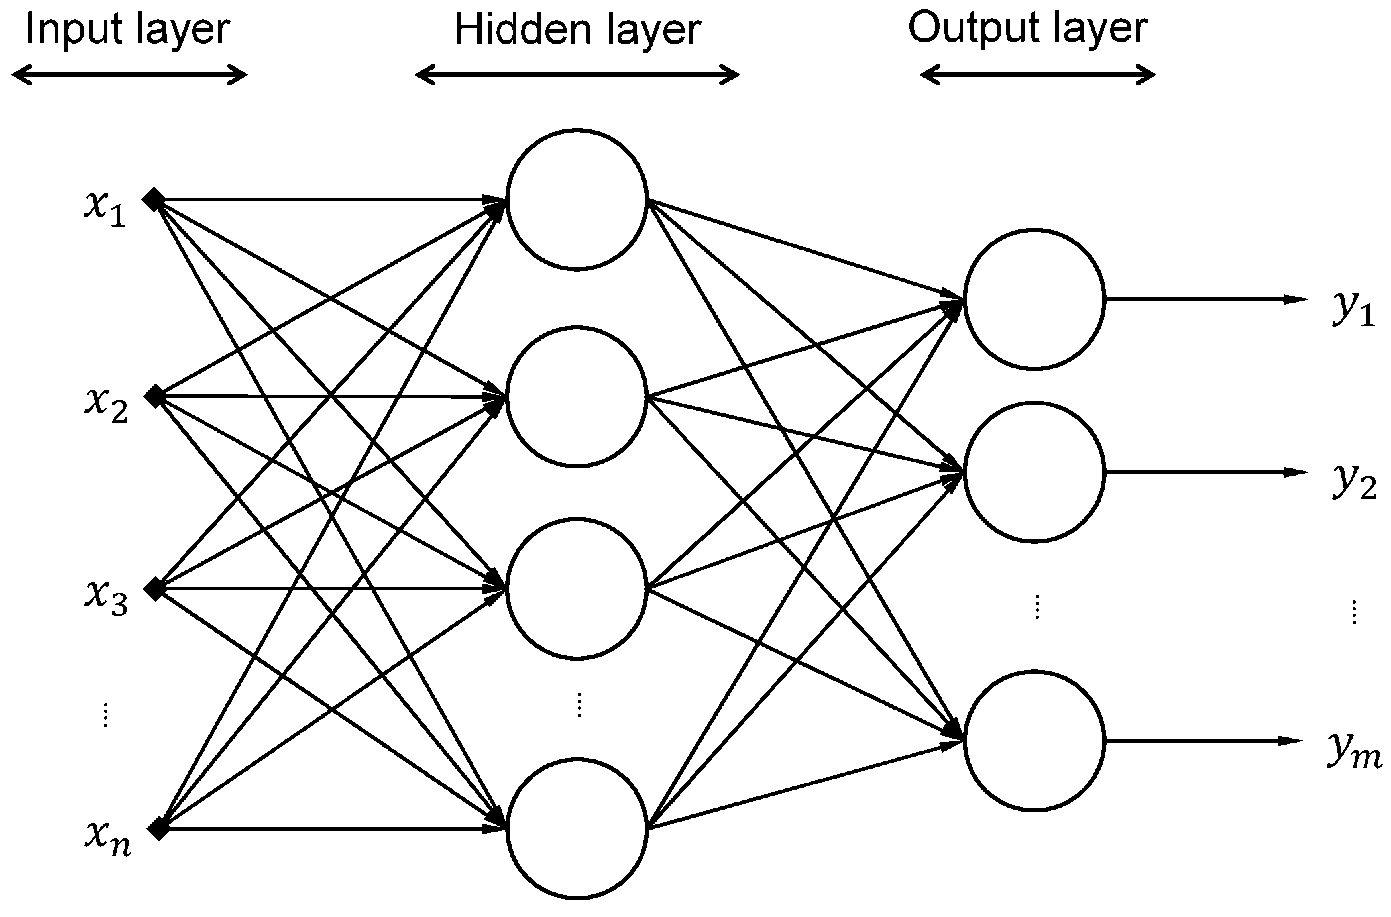 Input layer
Hidden layer
Output layer
x₁
x₂
x₃
⋮
xₙ
⋮
y₁
y₂
⋮
⋮
yₘ